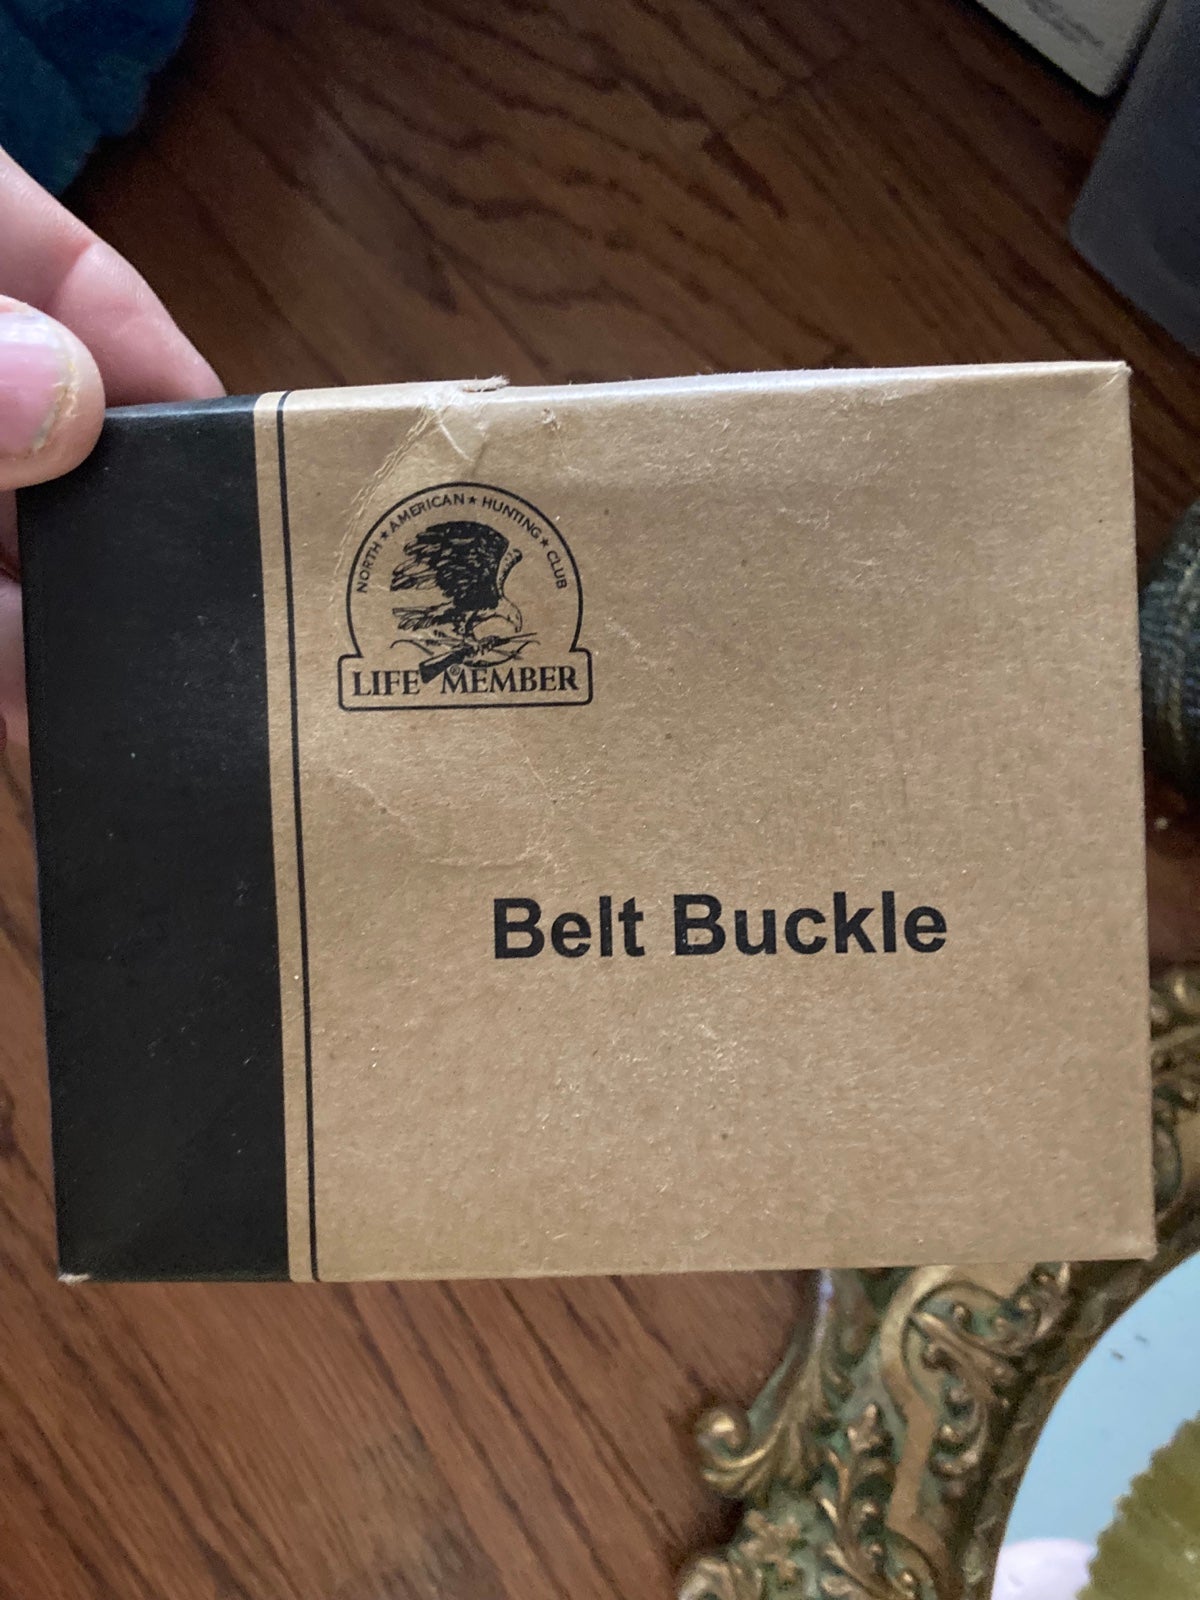 NORTH ★ AMERICAN ★ HUNTING ★ CLUB
LIFE ® MEMBER
Belt Buckle